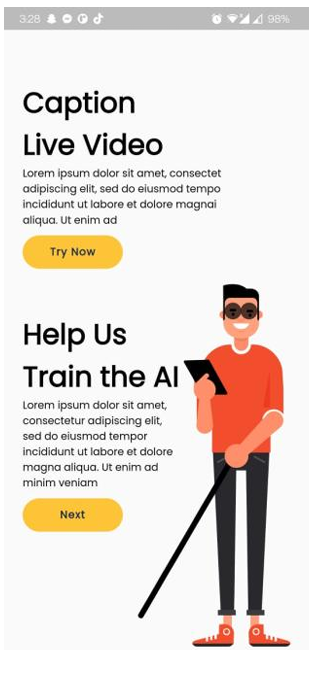 3:28 98%
Caption
Live Video
Lorem ipsum dolor sit amet, consectet
adipiscing elit, sed do eiusmod tempo
incididunt ut labore et dolore magnai
aliqua. Ut enim ad
Try Now
Help Us
Train the AI
Lorem ipsum dolor sit amet,
consectetur adipiscing elit,
sed do eiusmod tempor
incididunt ut labore et dolore
magna aliqua. Ut enim ad
minim veniam
Next